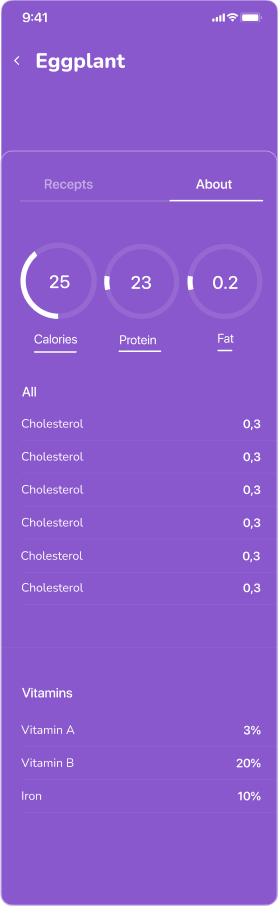 9:41
Eggplant
Recepts About
25 23 0.2
Calories Protein Fat
All
Cholesterol 0,3
Cholesterol 0,3
Cholesterol 0,3
Cholesterol 0,3
Cholesterol 0,3
Cholesterol 0,3
Vitamins
Vitamin A 3%
Vitamin B 20%
Iron 10%